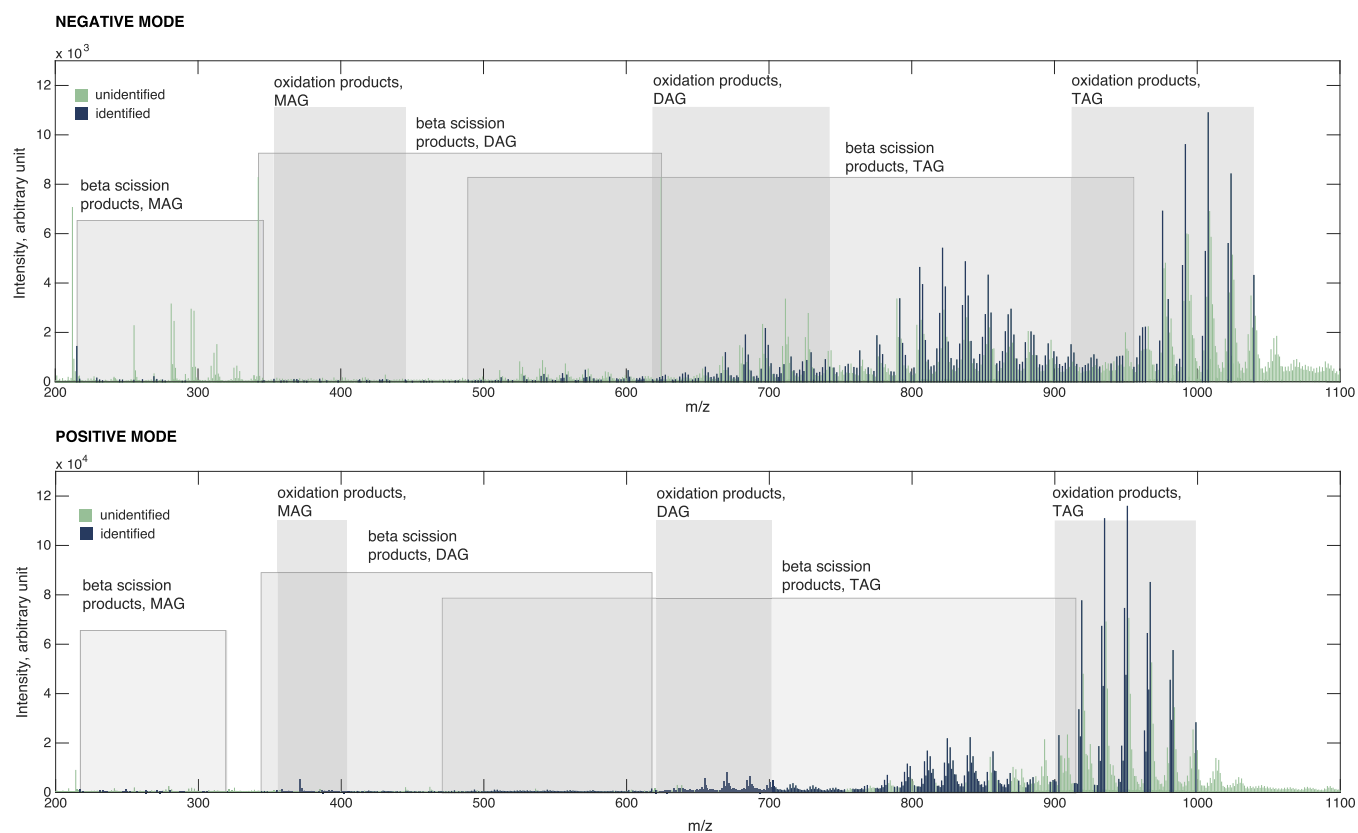 NEGATIVE MODE
x 10³
12
10
8
6
4
2
0
Intensity, arbitrary unit
unidentified
identified
beta scission
products, MAG
oxidation products,
MAG
beta scission
products, DAG
oxidation products,
DAG
beta scission
products, TAG
oxidation products,
TAG
200 300 400 500 600 700 800 900 1000 1100
m/z
POSITIVE MODE
x 10⁴
12
10
8
6
4
2
0
Intensity, arbitrary unit
unidentified
identified
beta scission
products, MAG
oxidation products,
MAG
beta scission
products, DAG
oxidation products,
DAG
beta scission
products, TAG
oxidation products,
TAG
200 300 400 500 600 700 800 900 1000 1100
m/z